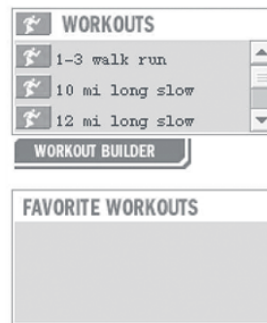 WORKOUTS
1-3 walk run
10 mi long slow
12 mi long slow
WORKOUT BUILDER
FAVORITE WORKOUTS